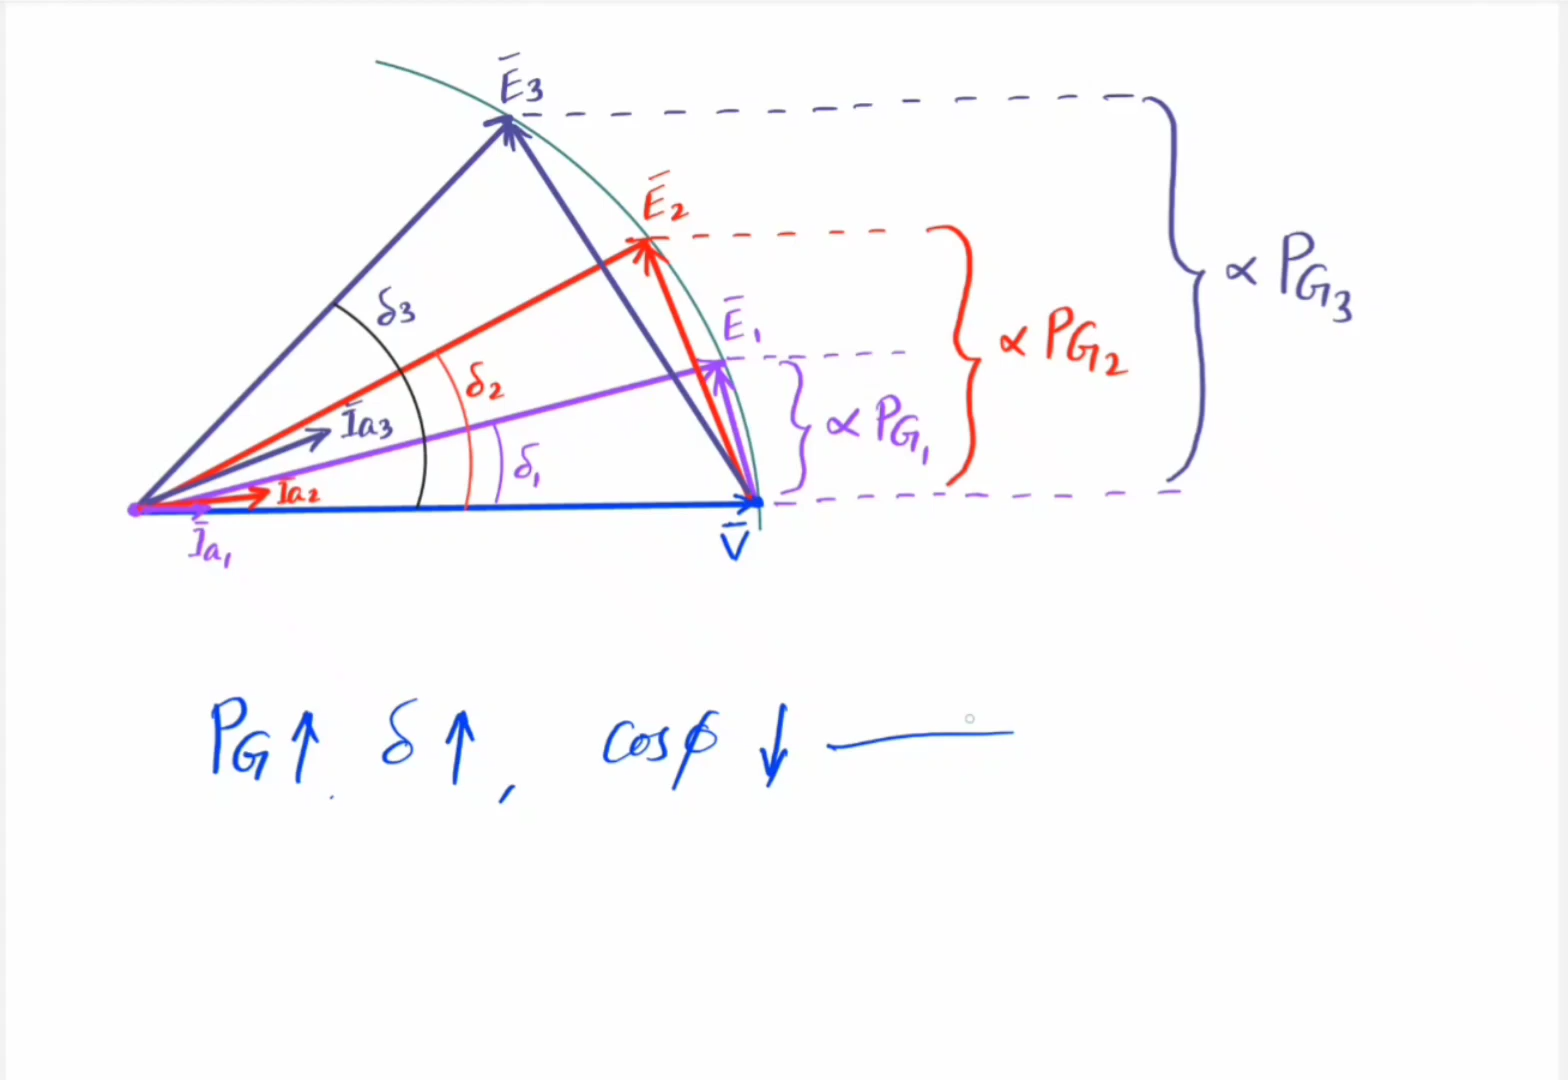 Ē3
Ē2
∝ PG3
δ3
Ē1
∝ PG2
δ2
Īa3
∝ PG1
δ1
Īa2
Īa1
V̄
PG↑ δ↑, cosϕ ↓